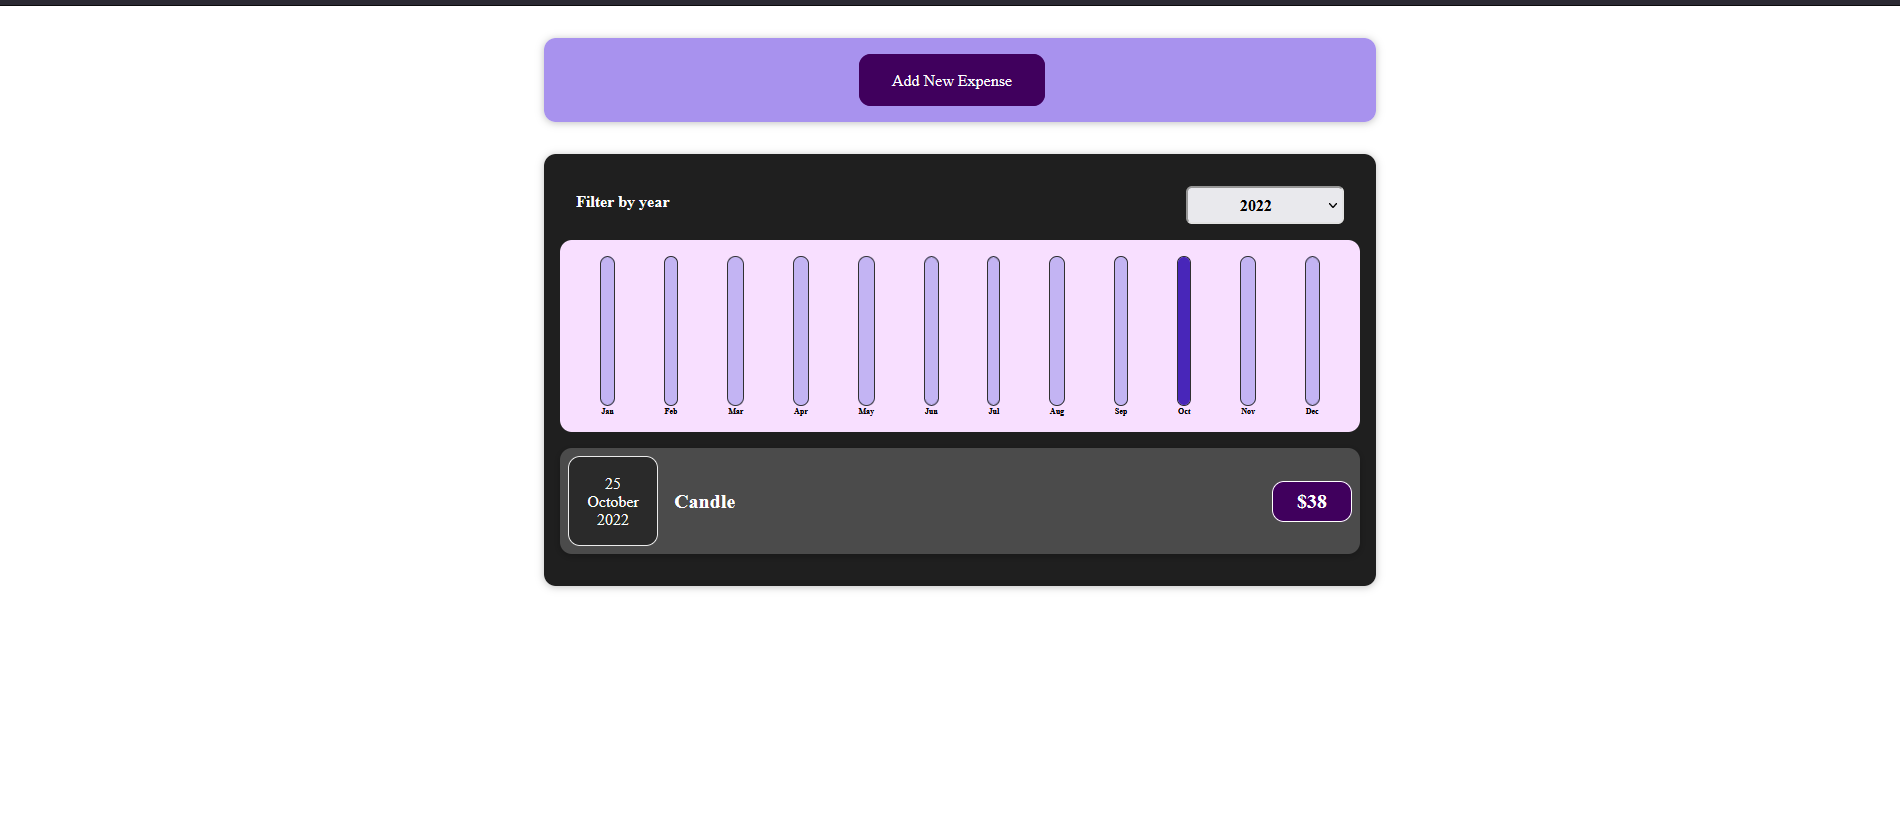 Add New Expense
Filter by year
2022
Jan Feb Mar Apr May Jun Jul Aug Sep Oct Nov Dec
25
October
2022
Candle
$38